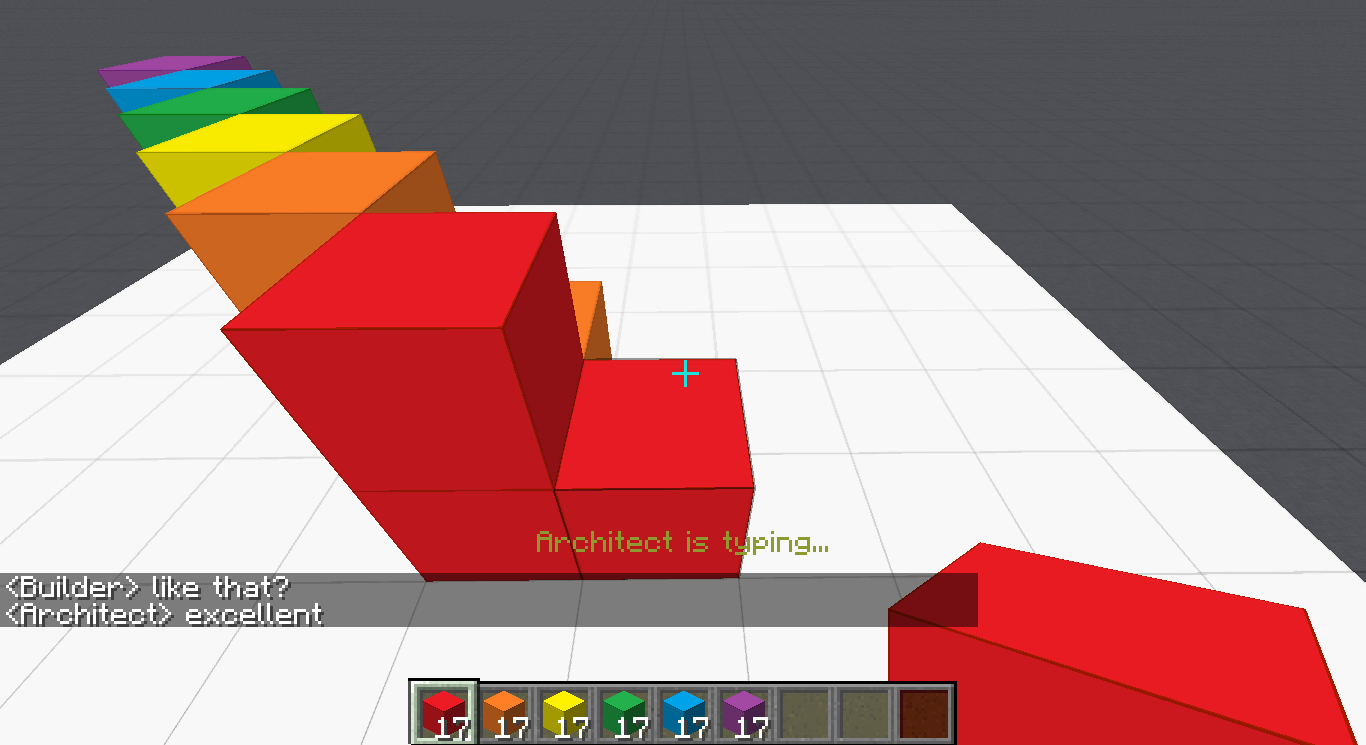 Architect is typing...
<Builder> like that?
<Architect> excellent
17 17 17 17 17 17